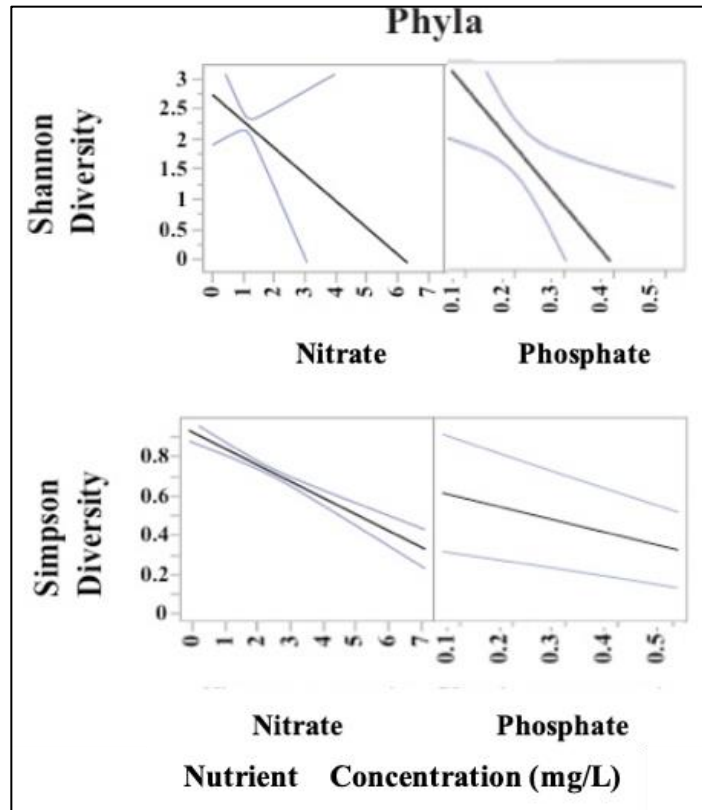 Phyla
Shannon
Diversity
3
2.5
2
1.5
1
0.5
0
0 1 2 3 4 5 6 7
0.1 0.2 0.3 0.4 0.5
Nitrate Phosphate
Simpson
Diversity
0.8
0.6
0.4
0.2
0
0 1 2 3 4 5 6 7
0.1 0.2 0.3 0.4 0.5
Nitrate Phosphate
Nutrient Concentration (mg/L)